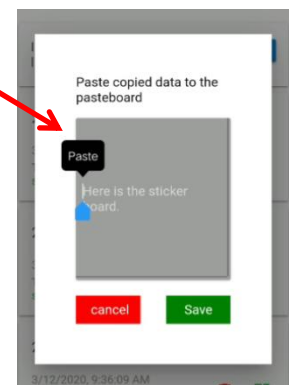 Paste copied data to the
pasteboard
Paste
Here is the sticker
board.
cancel
Save
3/12/2020, 9:36:09 AM